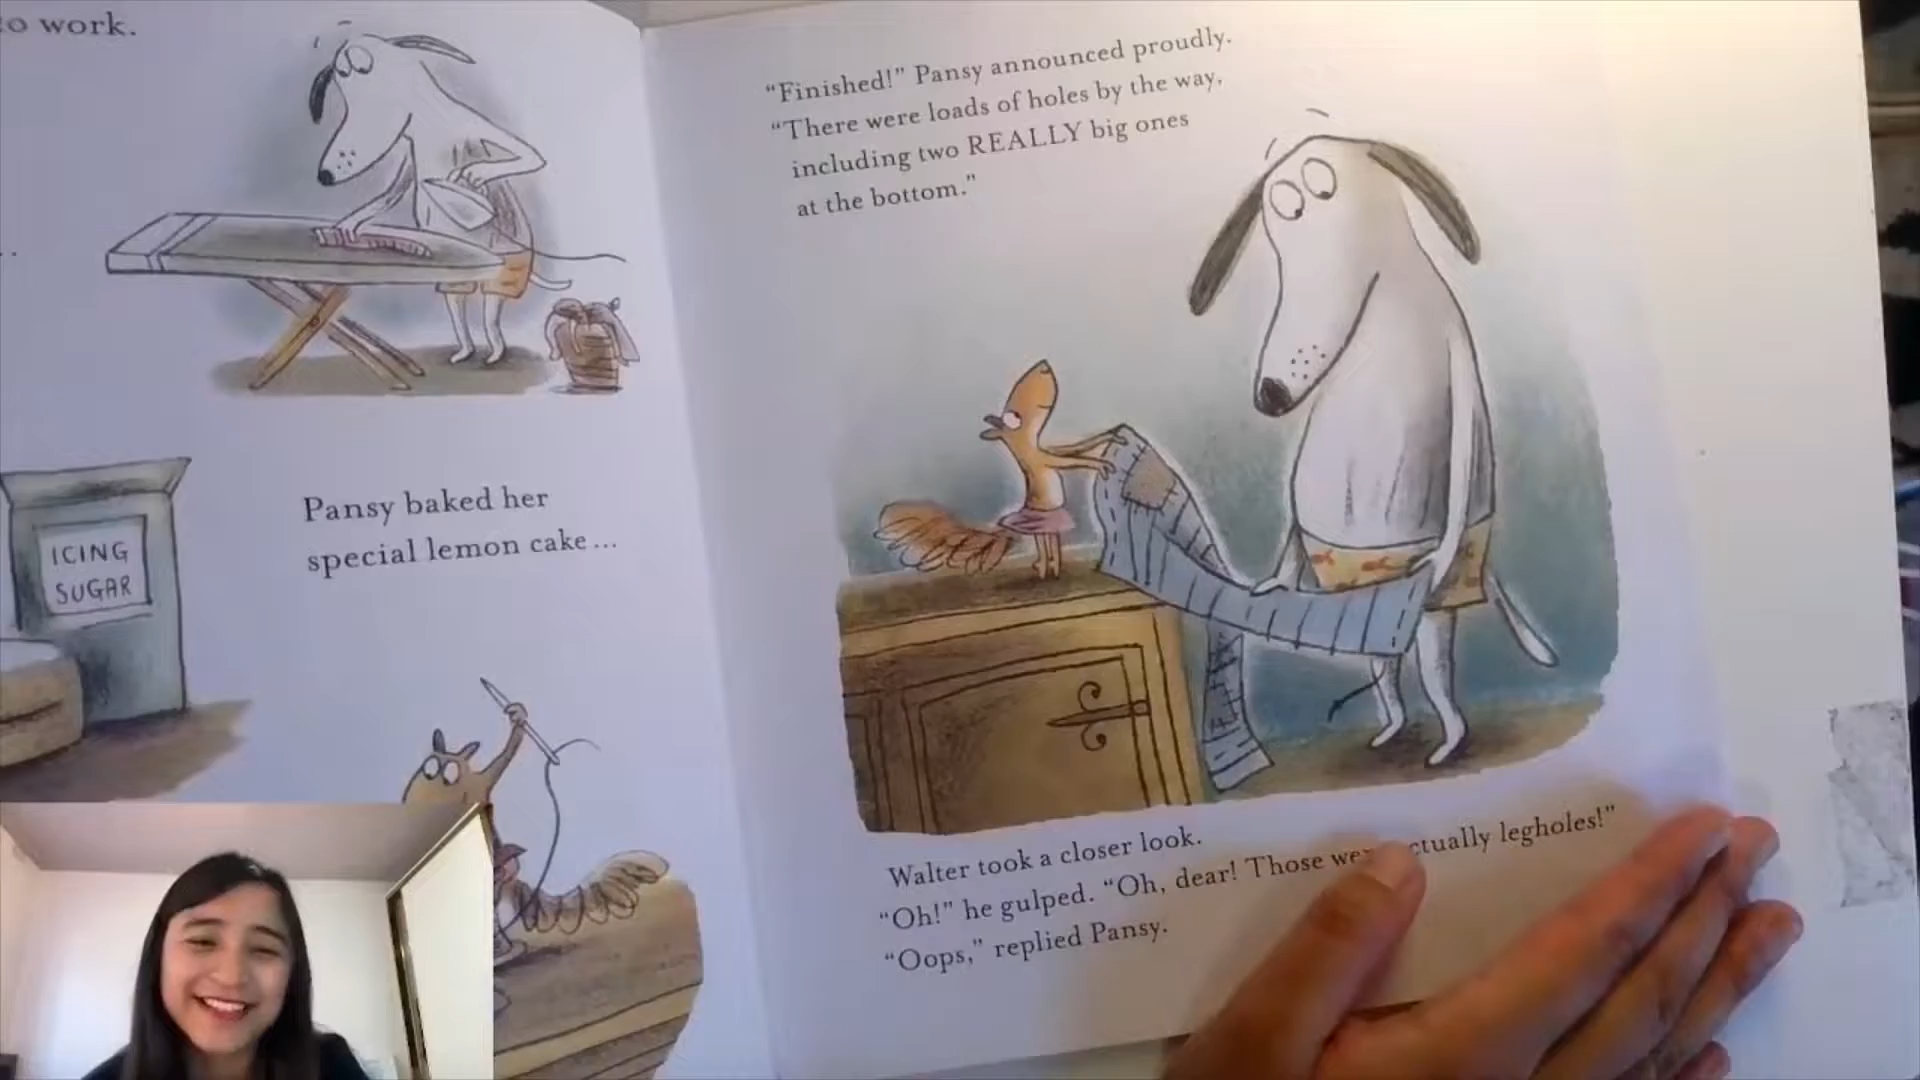 to work.
ICING
SUGAR
Pansy baked her
special lemon cake...
“Finished!” Pansy announced proudly.
“There were loads of holes by the way,
including two REALLY big ones
at the bottom.”
Walter took a closer look.
“Oh!” he gulped. “Oh, dear! Those legholes!”
“Oops,” replied Pansy.